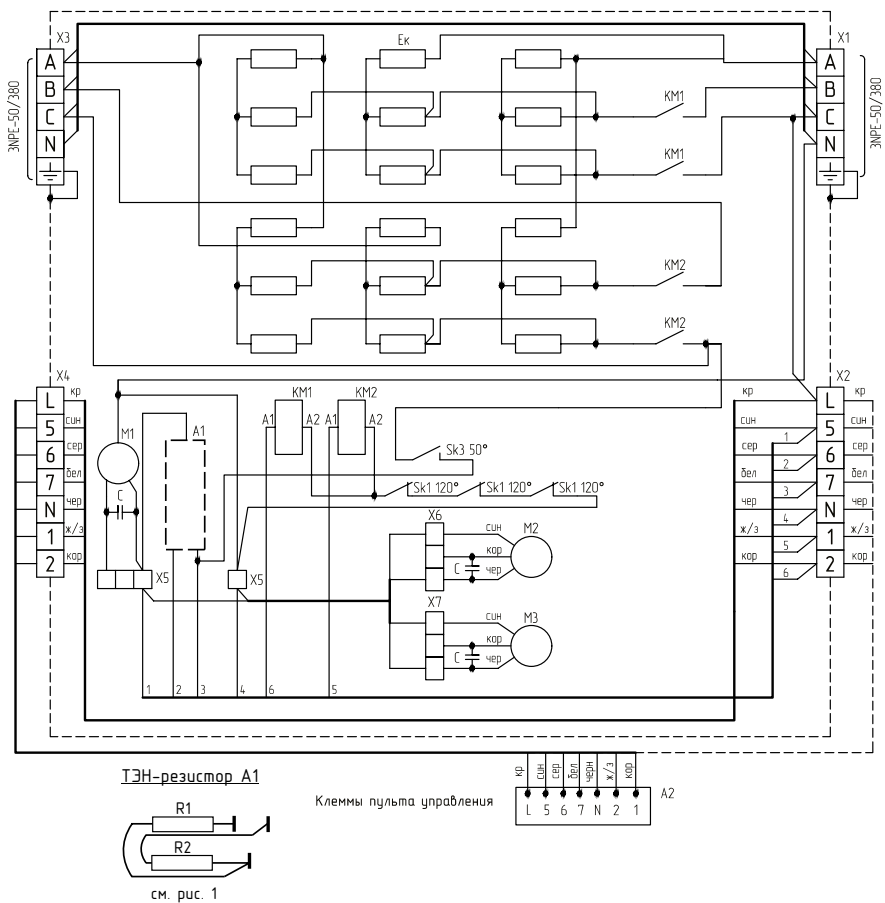 X3
X1
A
B
C
N
3NPE-50/380
Ек
A
B
C
N
3NPE-50/380
KM1
KM1
KM2
KM2
X4
L
5
6
7
N
1
2
кр
син
сер
бел
чер
ж/з
кор
M1
C
A1
KM1
A1
A2
KM2
A1
A2
Sk3 50°
Sk1 120°
Sk1 120°
Sk1 120°
X5
X5
X6
син
кор
чер
C
M2
X7
син
кор
чер
C
M3
1
2
3
4
6
5
кр
син
сер
бел
чер
ж/з
кор
1
2
3
4
5
6
X2
L
5
6
7
N
1
2
кр
син
сер
бел
чер
ж/з
кор
ТЭН-резистор А1
R1
R2
см. рис. 1
Клеммы пульта управления
кр
син
сер
бел
черн
ж/з
кор
L 5 6 7 N 2 1
A2